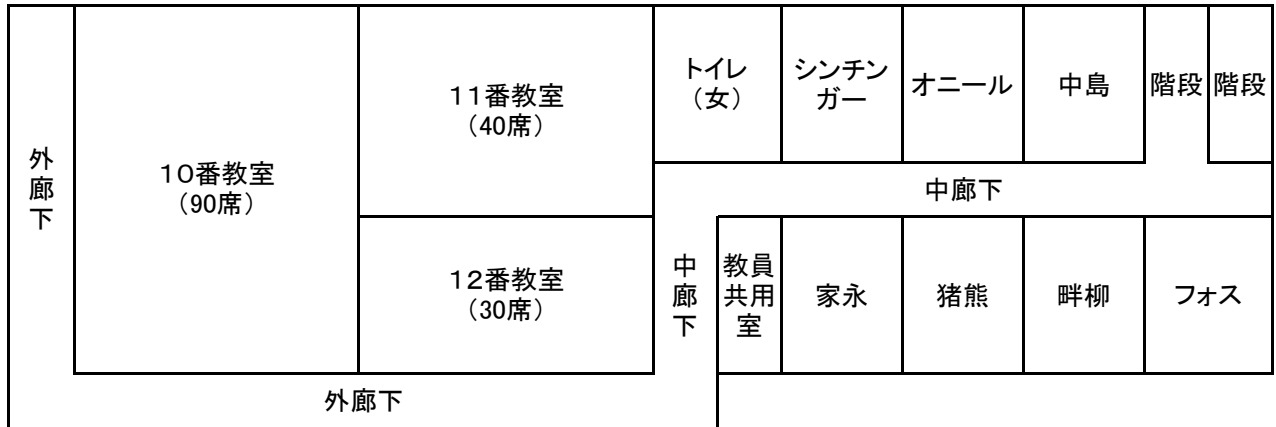 外廊下
10番教室
（90席）
11番教室
（40席）
12番教室
（30席）
トイレ
（女）
シンチン
ガー
オニール
中島
階段
階段
中廊下
中廊下
教員
共用
室
家永
猪熊
畔柳
フォス
外廊下